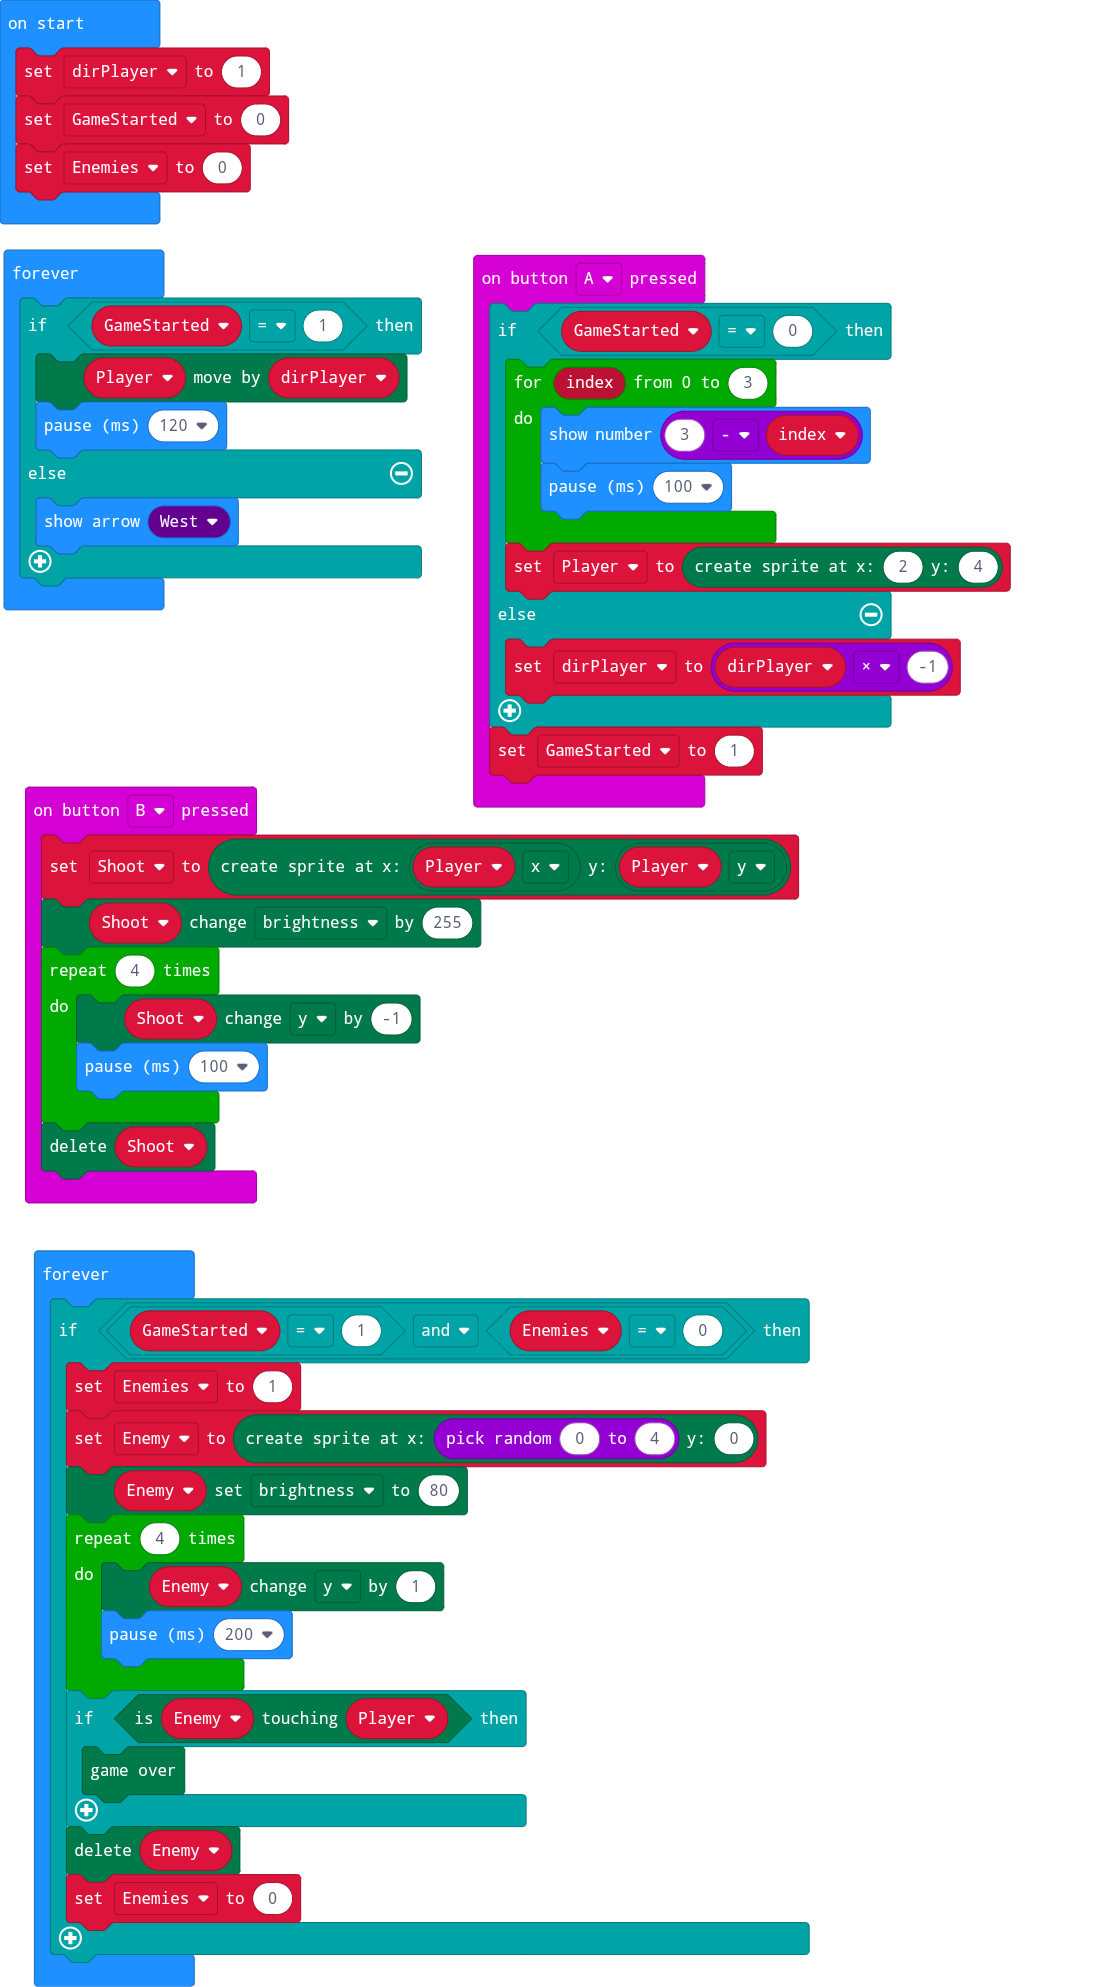 on start
set dirPlayer to 1
set GameStarted to 0
set Enemies to 0
forever
if GameStarted = 1 then
Player move by dirPlayer
pause (ms) 120
else
show arrow West
on button A pressed
if GameStarted = 0 then
for index from 0 to 3
do
show number 3 - index
pause (ms) 100
set Player to create sprite at x: 2 y: 4
else
set dirPlayer to dirPlayer × -1
set GameStarted to 1
on button B pressed
set Shoot to create sprite at x: Player x y: Player y
Shoot change brightness by 255
repeat 4 times
do
Shoot change y by -1
pause (ms) 100
delete Shoot
forever
if GameStarted = 1 and Enemies = 0 then
set Enemies to 1
set Enemy to create sprite at x: pick random 0 to 4 y: 0
Enemy set brightness to 80
repeat 4 times
do
Enemy change y by 1
pause (ms) 200
if is Enemy touching Player then
game over
delete Enemy
set Enemies to 0